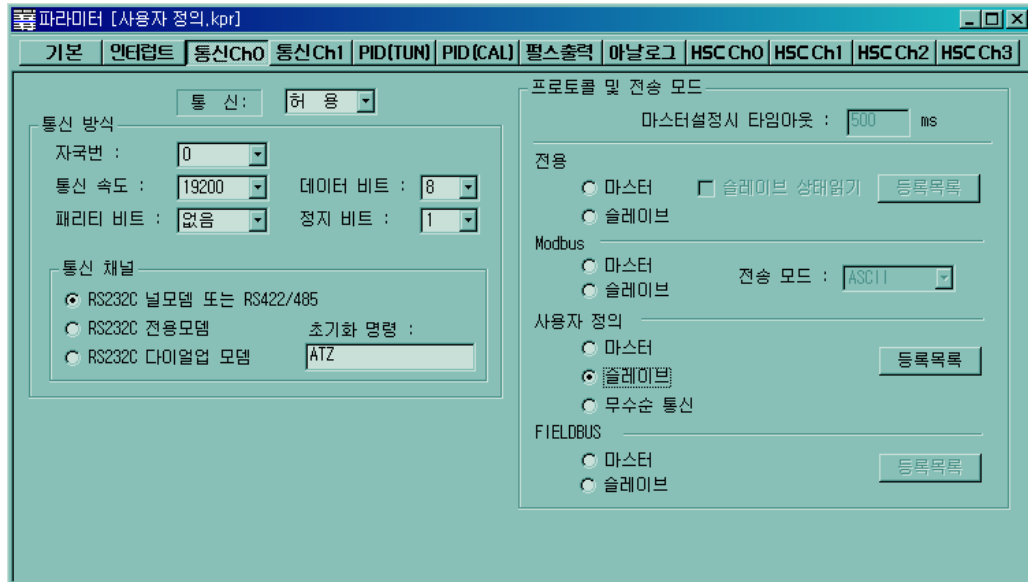 파라미터 [사용자 정의.kpr]
기본 인터럽트 통신Ch0 통신Ch1 PID(TUN) PID(CAL) 펄스출력 아날로그 HSC Ch0 HSC Ch1 HSC Ch2 HSC Ch3
통 신: 허 용
통신 방식
자국번 : 0
통신 속도 : 19200 데이터 비트 : 8
패리티 비트 : 없음 정지 비트 : 1
통신 채널
RS232C 널모뎀 또는 RS422/485
RS232C 전용모뎀 초기화 명령 :
RS232C 다이얼업 모뎀 ATZ
프로토콜 및 전송 모드
마스터설정시 타임아웃 : 500 ms
전용
마스터 슬레이브 상태읽기 등록목록
슬레이브
Modbus
마스터
전송 모드 : ASCII
슬레이브
사용자 정의
마스터
등록목록
슬레이브
무수순 통신
FIELDBUS
마스터
등록목록
슬레이브